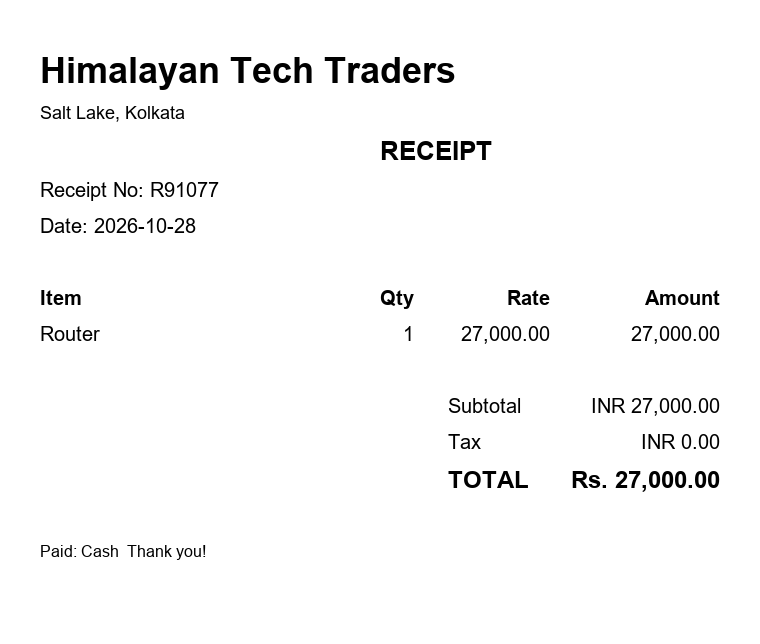 Himalayan Tech Traders
Salt Lake, Kolkata
RECEIPT
Receipt No: R91077
Date: 2026-10-28
Item Qty Rate Amount
Router 1 27,000.00 27,000.00
Subtotal INR 27,000.00
Tax INR 0.00
TOTAL Rs. 27,000.00
Paid: Cash  Thank you!